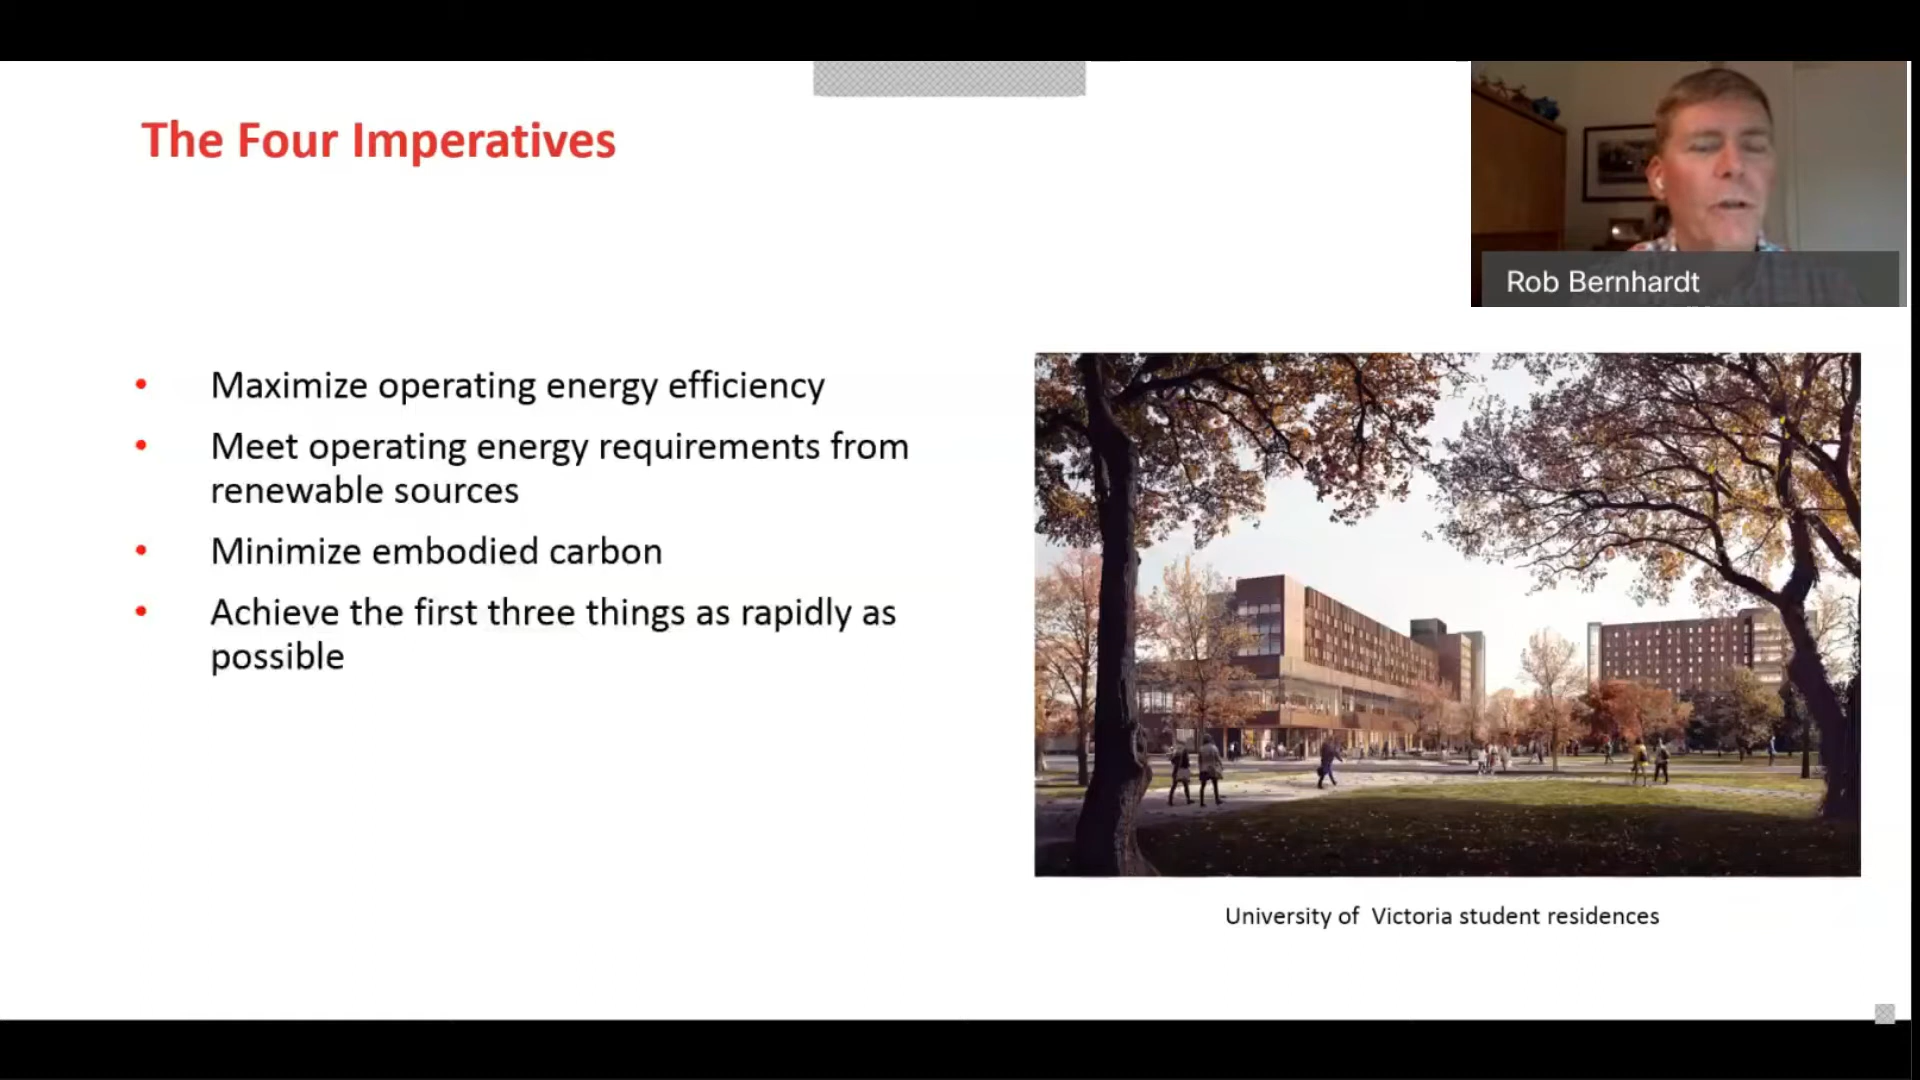 The Four Imperatives
Rob Bernhardt
• Maximize operating energy efficiency
• Meet operating energy requirements from
renewable sources
• Minimize embodied carbon
• Achieve the first three things as rapidly as
possible
University of Victoria student residences